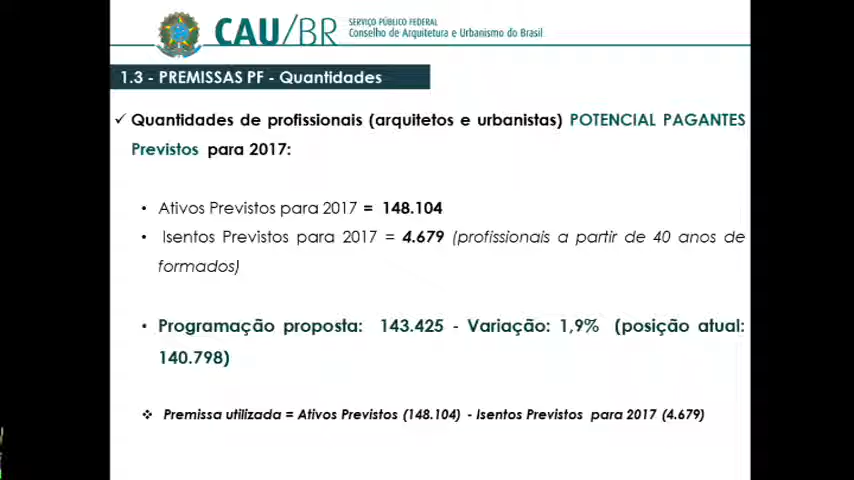 CAU/BR
SERVIÇO PÚBLICO FEDERAL
Conselho de Arquitetura e Urbanismo do Brasil
1.3 - PREMISSAS PF - Quantidades
✓ Quantidades de profissionais (arquitetos e urbanistas) POTENCIAL PAGANTES
Previstos para 2017:
• Ativos Previstos para 2017 = 148.104
• Isentos Previstos para 2017 = 4.679 (profissionais a partir de 40 anos de
formados)
• Programação proposta: 143.425 - Variação: 1,9% (posição atual:
140.798)
❖ Premissa utilizada = Ativos Previstos (148.104) - Isentos Previstos para 2017 (4.679)